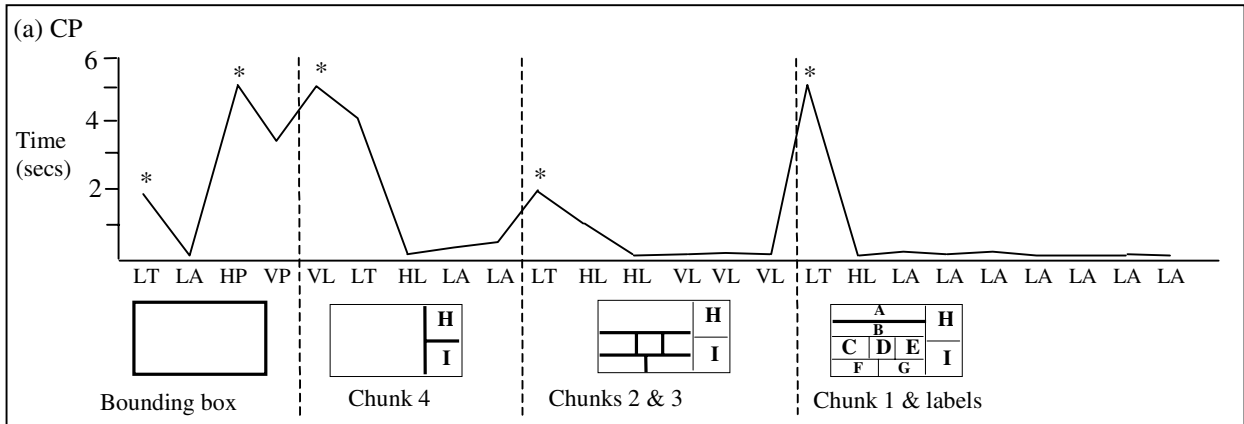 (a) CP
6
4
2
Time
(secs)
* * * * *
LT LA HP VP VL LT HL LA LA LT HL HL VL VL VL LT HL LA LA LA LA LA LA LA
H
I
H
I
A
B
C D E
F G
H
I
Bounding box
Chunk 4
Chunks 2 & 3
Chunk 1 & labels